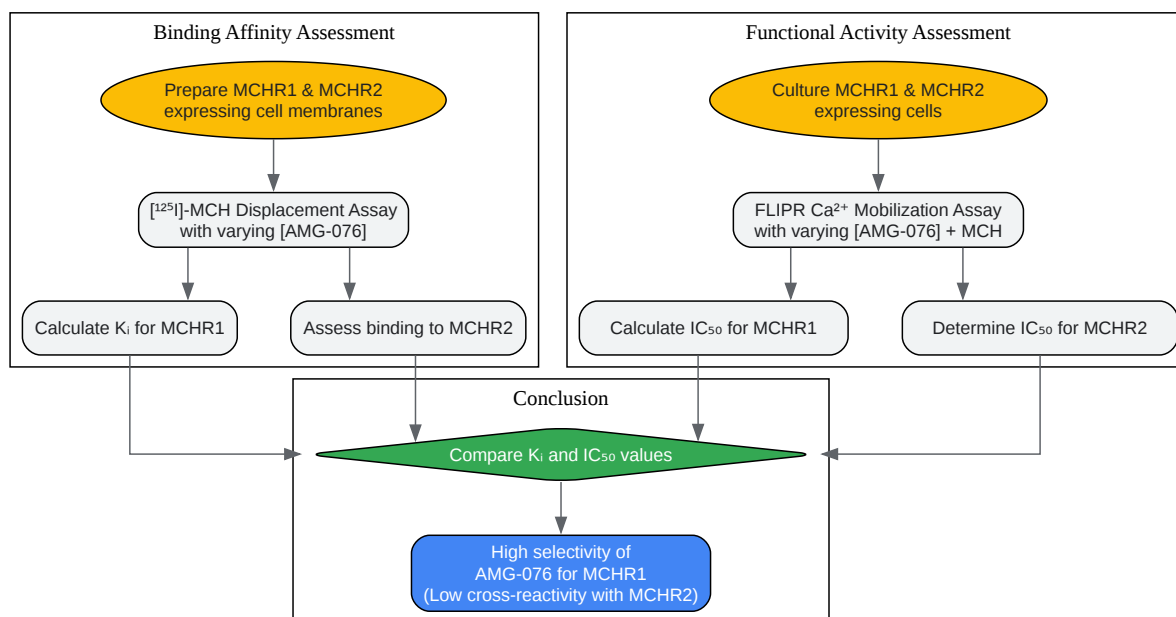 Binding Affinity Assessment
Prepare MCHR1 & MCHR2
expressing cell membranes
[¹²⁵I]-MCH Displacement Assay
with varying [AMG-076]
Calculate Kᵢ for MCHR1
Assess binding to MCHR2
Functional Activity Assessment
Culture MCHR1 & MCHR2
expressing cells
FLIPR Ca²⁺ Mobilization Assay
with varying [AMG-076] + MCH
Calculate IC₅₀ for MCHR1
Determine IC₅₀ for MCHR2
Conclusion
Compare Kᵢ and IC₅₀ values
High selectivity of
AMG-076 for MCHR1
(Low cross-reactivity with MCHR2)